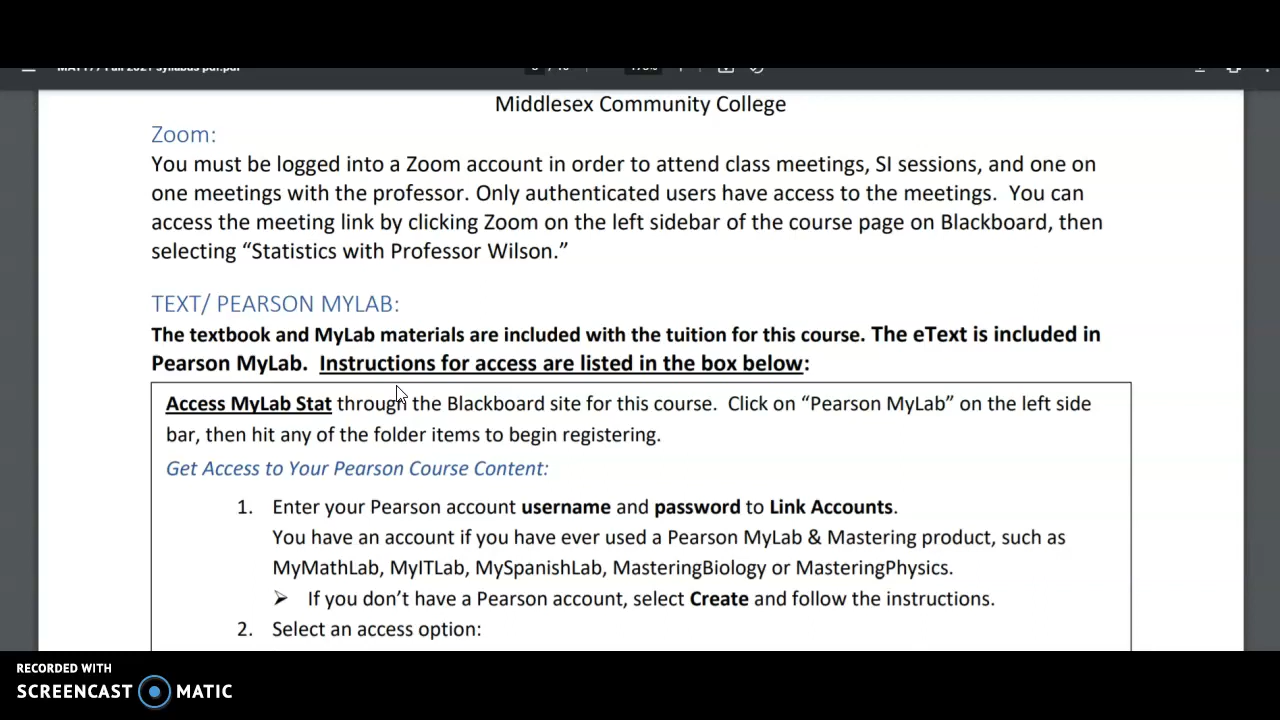 Middlesex Community College
Zoom:
You must be logged into a Zoom account in order to attend class meetings, SI sessions, and one on
one meetings with the professor. Only authenticated users have access to the meetings.  You can
access the meeting link by clicking Zoom on the left sidebar of the course page on Blackboard, then
selecting “Statistics with Professor Wilson.”
TEXT/ PEARSON MYLAB:
The textbook and MyLab materials are included with the tuition for this course. The eText is included in
Pearson MyLab.  Instructions for access are listed in the box below:
Access MyLab Stat through the Blackboard site for this course.  Click on “Pearson MyLab” on the left side
bar, then hit any of the folder items to begin registering.
Get Access to Your Pearson Course Content:
1. Enter your Pearson account username and password to Link Accounts.
You have an account if you have ever used a Pearson MyLab & Mastering product, such as
MyMathLab, MyITLab, MySpanishLab, MasteringBiology or MasteringPhysics.
➢ If you don’t have a Pearson account, select Create and follow the instructions.
2. Select an access option:
RECORDED WITH
SCREENCAST MATIC